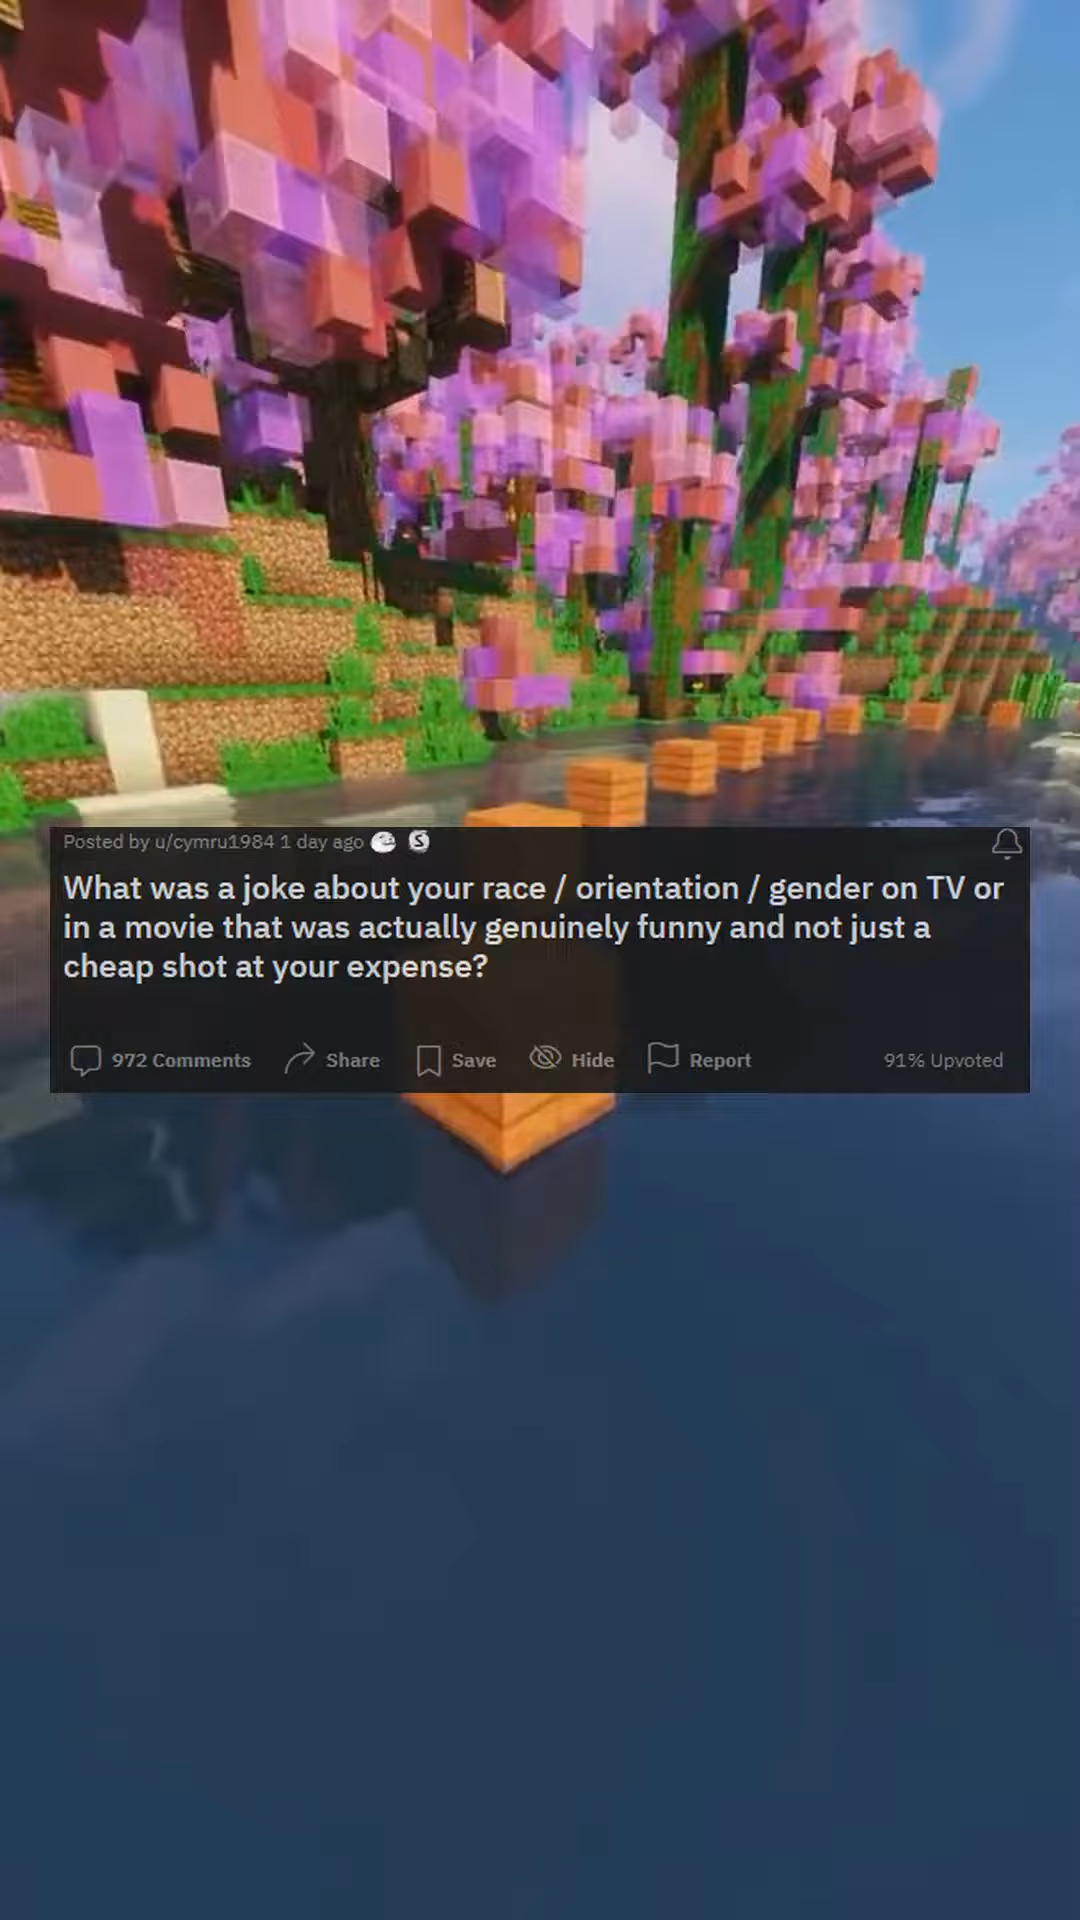 Posted by u/cymru1984 1 day ago
What was a joke about your race / orientation / gender on TV or
in a movie that was actually genuinely funny and not just a
cheap shot at your expense?
972 Comments Share Save Hide Report 91% Upvoted